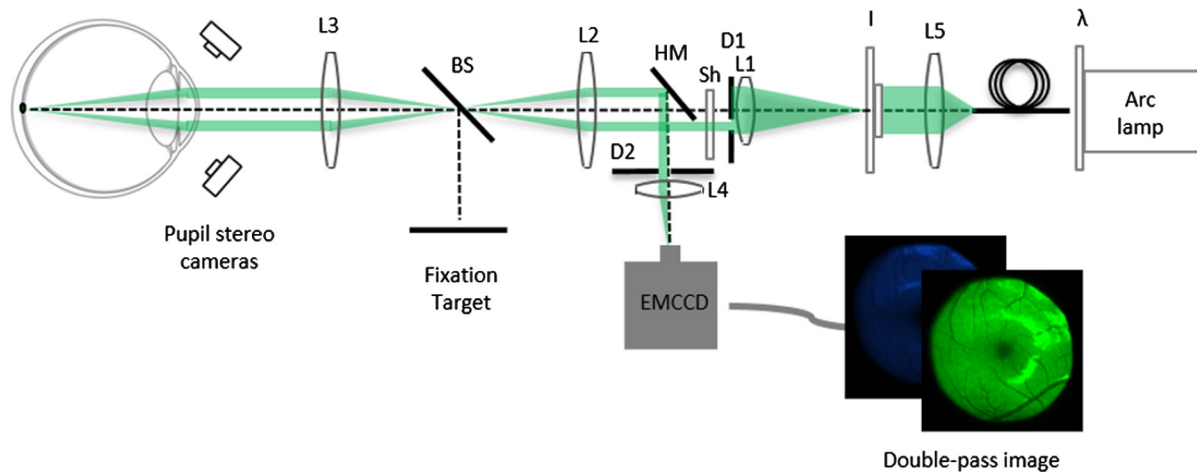 L3
BS
L2
HM
Sh
D1
L1
I
L5
λ
Arc
lamp
D2
L4
Pupil stereo
cameras
Fixation
Target
EMCCD
Double-pass image